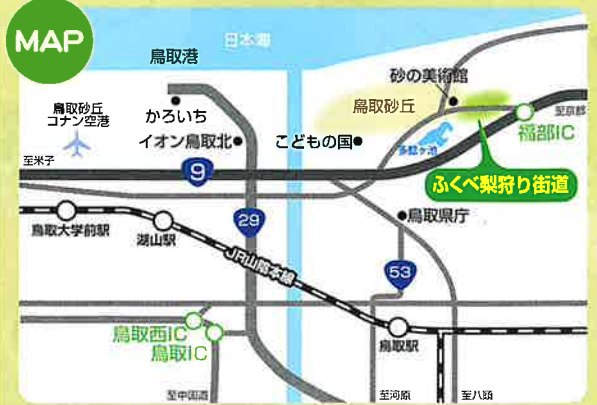 MAP
日本海
鳥取港
砂の美術館
鳥取砂丘
コナン空港
かろいち
鳥取砂丘
至京都
福部IC
イオン鳥取北
こどもの国
多鯰ヶ池
至米子
9
ふくべ梨狩り街道
鳥取大学前駅
湖山駅
29
鳥取県庁
JR山陰本線
53
鳥取西IC
鳥取IC
鳥取駅
至中国道
至河原
至八頭